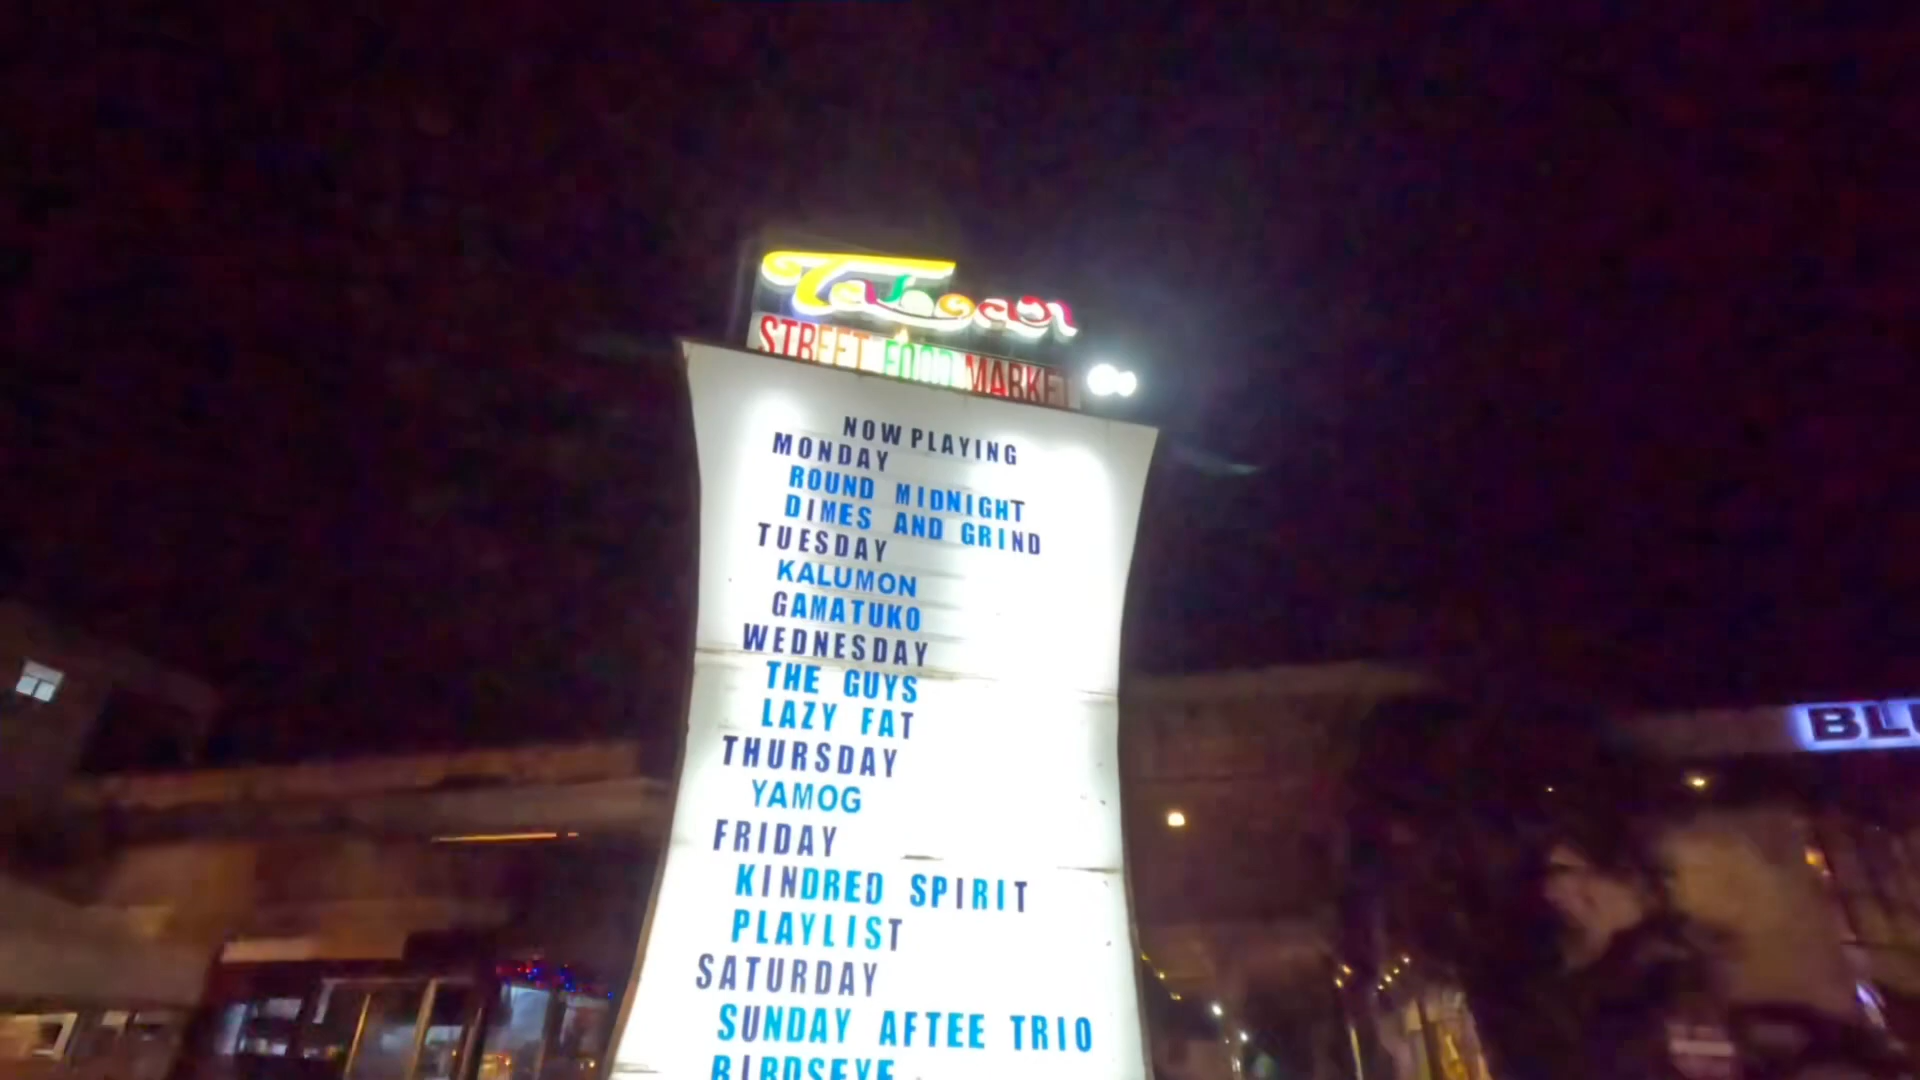 Taboan
STREET FOOD MARKET
NOW PLAYING
MONDAY
ROUND MIDNIGHT
DIMES AND GRIND
TUESDAY
KALUMON
GAMATUKO
WEDNESDAY
THE GUYS
LAZY FAT
THURSDAY
YAMOG
FRIDAY
KINDRED SPIRIT
PLAYLIST
SATURDAY
SUNDAY AFTEE TRIO
BIRDSEYE